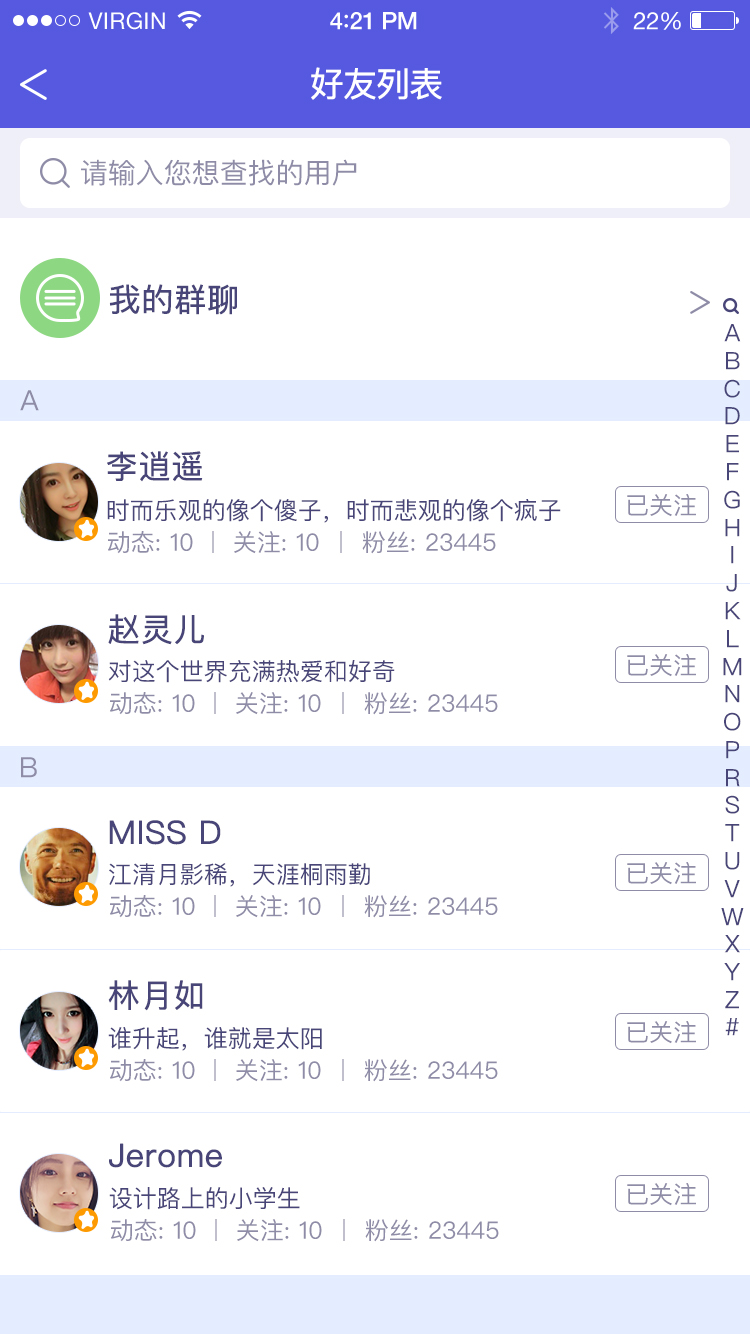 VIRGIN 4:21 PM 22%
好友列表
请输入您想查找的用户
我的群聊
A
李逍遥
时而乐观的像个傻子，时而悲观的像个疯子
已关注
动态: 10 | 关注: 10 | 粉丝: 23445
赵灵儿
对这个世界充满热爱和好奇
已关注
动态: 10 | 关注: 10 | 粉丝: 23445
B
MISS D
江清月影稀，天涯桐雨勤
已关注
动态: 10 | 关注: 10 | 粉丝: 23445
林月如
谁升起，谁就是太阳
已关注
动态: 10 | 关注: 10 | 粉丝: 23445
Jerome
设计路上的小学生
已关注
动态: 10 | 关注: 10 | 粉丝: 23445
A
B
C
D
E
F
G
H
I
J
K
L
M
N
O
P
R
S
T
U
V
W
X
Y
Z
#